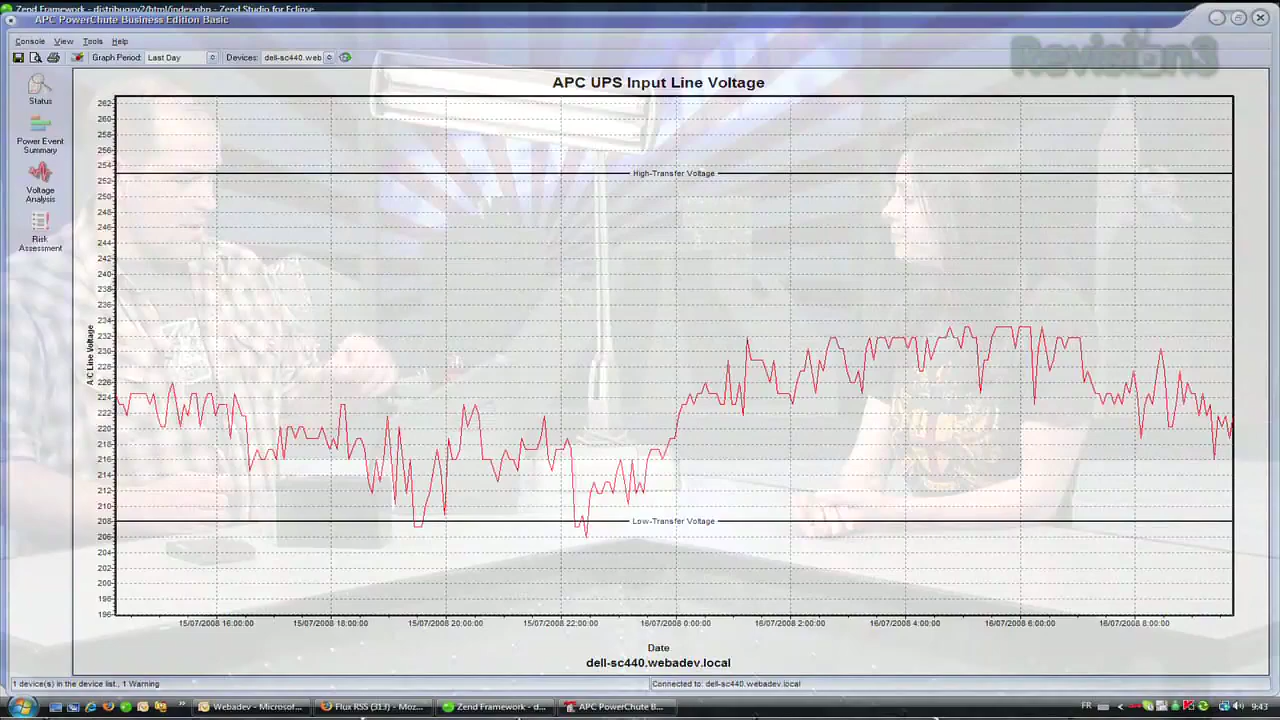 Zend Framework - distribuggy2/html/index.php - Zend Studio for Eclipse
APC PowerChute Business Edition Basic
Console View Tools Help
Graph Period: Last Day Devices: dell-sc440.web
Revision3
Status
Power Event Summary
Voltage Analysis
Risk Assessment
APC UPS Input Line Voltage
A/C Line Voltage
262
260
258
256
254
252
250
248
246
244
242
240
238
236
234
232
230
228
226
224
222
220
218
216
214
212
210
208
206
204
202
200
198
196
High-Transfer Voltage
Low-Transfer Voltage
15/07/2008 16:00:00 15/07/2008 18:00:00 15/07/2008 20:00:00 15/07/2008 22:00:00 16/07/2008 0:00:00 16/07/2008 2:00:00 16/07/2008 4:00:00 16/07/2008 6:00:00 16/07/2008 8:00:00
Date
dell-sc440.webadev.local
1 device(s) in the device list., 1 Warning Connected to: dell-sc440.webadev.local
Webadev - Microsof... Flux RSS (313) - Moz... Zend Framework - d... APC PowerChute B... FR 9:43